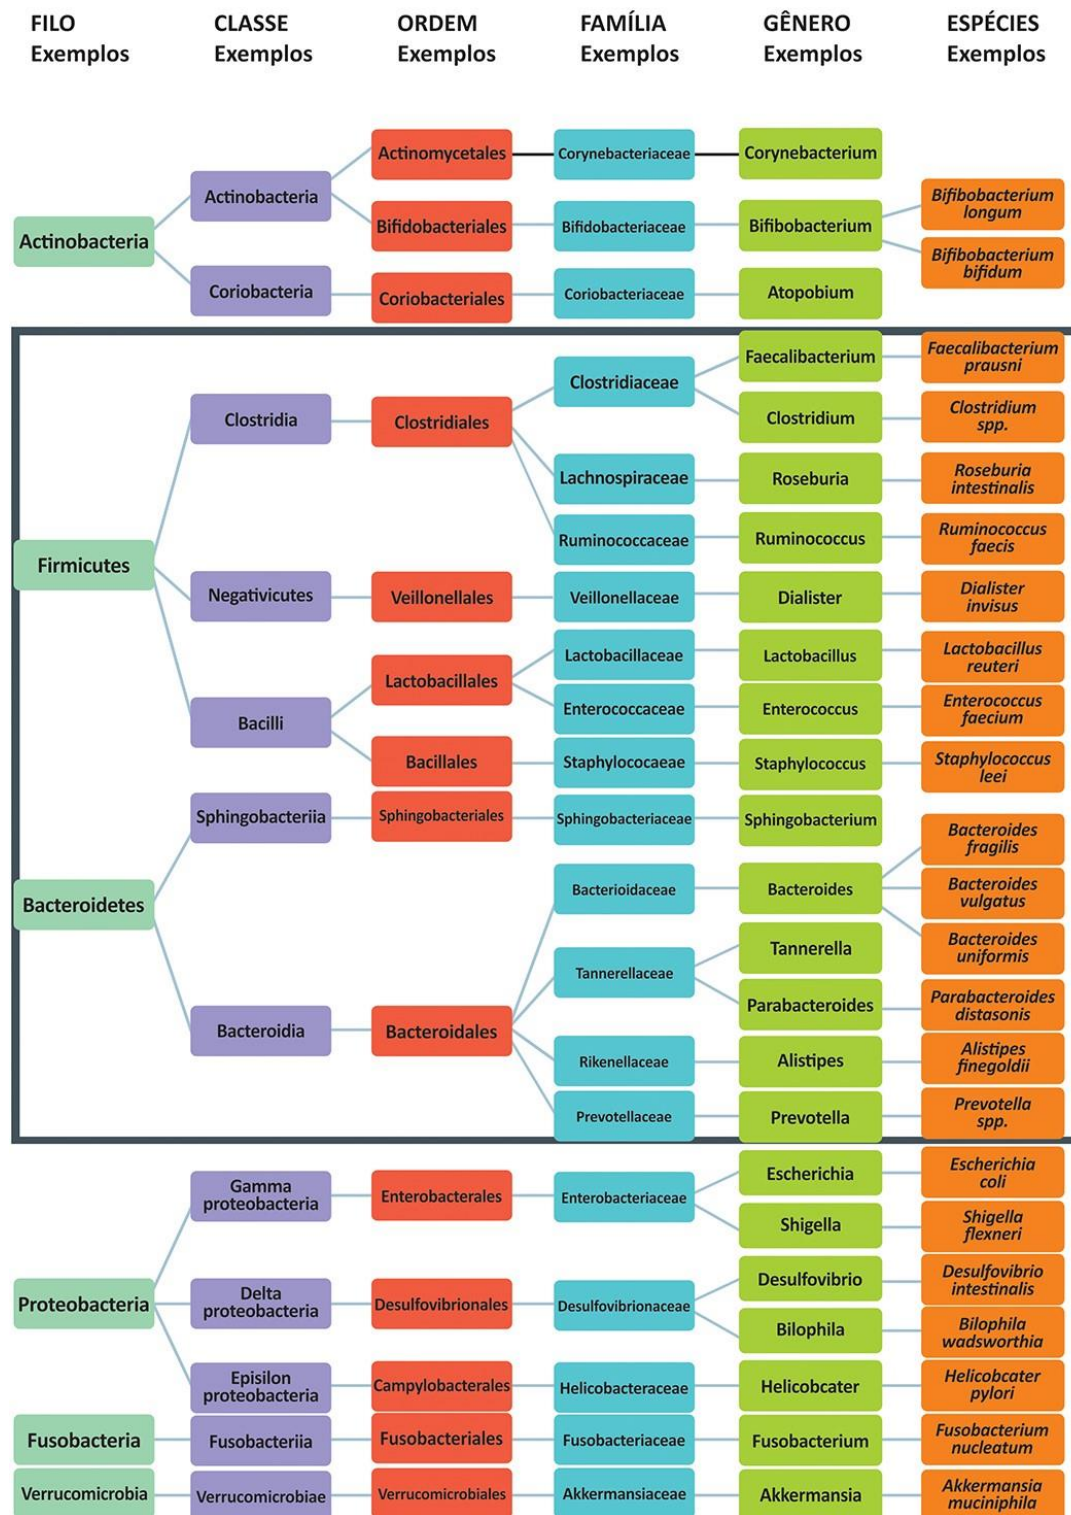 FILO
Exemplos
CLASSE
Exemplos
ORDEM
Exemplos
FAMÍLIA
Exemplos
GÊNERO
Exemplos
ESPÉCIES
Exemplos
Actinobacteria
Actinobacteria
Actinomycetales
Corynebacteriaceae
Corynebacterium
Bifidobacteriales
Bifidobacteriaceae
Bifibobacterium
Bifibobacterium
longum
Bifibobacterium
bifidum
Coriobacteria
Coriobacteriales
Coriobacteriaceae
Atopobium
Firmicutes
Clostridia
Clostridiales
Clostridiaceae
Faecalibacterium
Faecalibacterium
prausni
Clostridium
Clostridium
spp.
Lachnospiraceae
Roseburia
Roseburia
intestinalis
Ruminococcaceae
Ruminococcus
Ruminococcus
faecis
Negativicutes
Veillonellales
Veillonellaceae
Dialister
Dialister
invisus
Bacilli
Lactobacillales
Lactobacillaceae
Lactobacillus
Lactobacillus
reuteri
Enterococcaceae
Enterococcus
Enterococcus
faecium
Bacillales
Staphylococaeae
Staphylococcus
Staphylococcus
leei
Bacteroidetes
Sphingobacteriia
Sphingobacteriales
Sphingobacteriaceae
Sphingobacterium
Bacteroidia
Bacteroidales
Bacterioidaceae
Bacteroides
Bacteroides
fragilis
Bacteroides
vulgatus
Bacteroides
uniformis
Tannerellaceae
Tannerella
Parabacteroides
Parabacteroides
distasonis
Rikenellaceae
Alistipes
Alistipes
finegoldii
Prevotellaceae
Prevotella
Prevotella
spp.
Proteobacteria
Gamma
proteobacteria
Enterobacterales
Enterobacteriaceae
Escherichia
Escherichia
coli
Shigella
Shigella
flexneri
Delta
proteobacteria
Desulfovibrionales
Desulfovibrionaceae
Desulfovibrio
Desulfovibrio
intestinalis
Bilophila
Bilophila
wadsworthia
Episilon
proteobacteria
Campylobacterales
Helicobacteraceae
Helicobcater
Helicobcater
pylori
Fusobacteria
Fusobacteriia
Fusobacteriales
Fusobacteriaceae
Fusobacterium
Fusobacterium
nucleatum
Verrucomicrobia
Verrucomicrobiae
Verrucomicrobiales
Akkermansiaceae
Akkermansia
Akkermansia
muciniphila